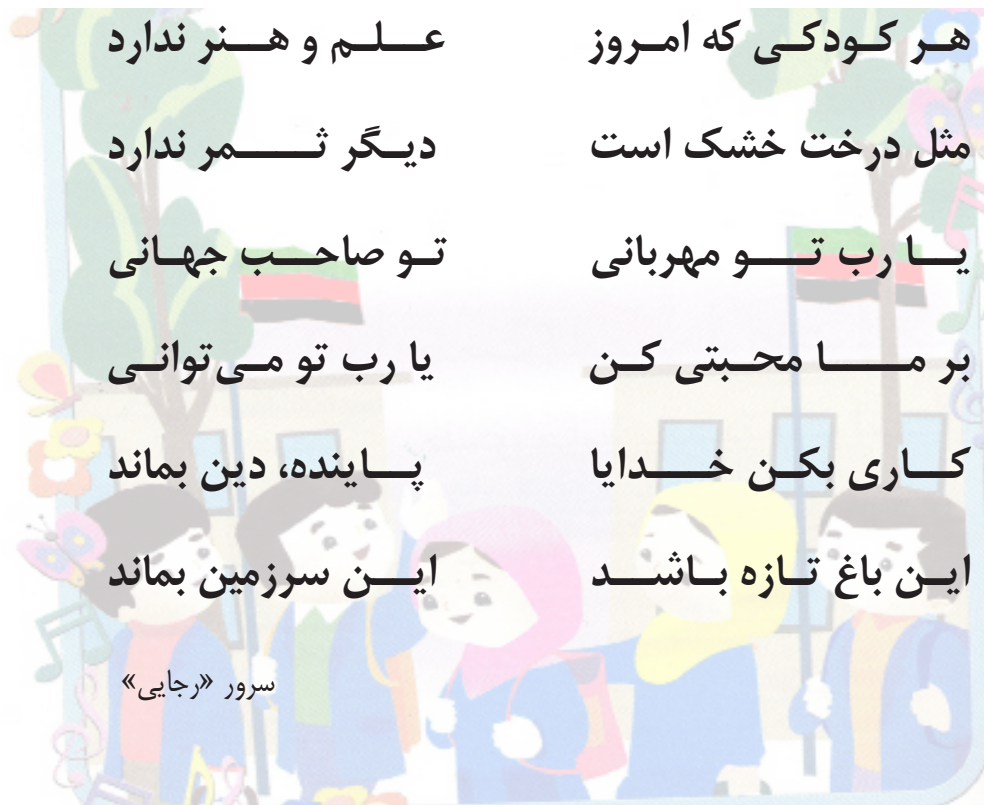 هر کودکی که امروز علم و هنر ندارد
مثل درخت خشک است دیگر ثمر ندارد
یا رب تو مهربانی تو صاحب جهانی
بر ما محبتی کن یا رب تو می‌توانی
کاری بکن خدایا پاینده، دین بماند
این باغ تازه باشد این سرزمین بماند
سرور «رجایی»